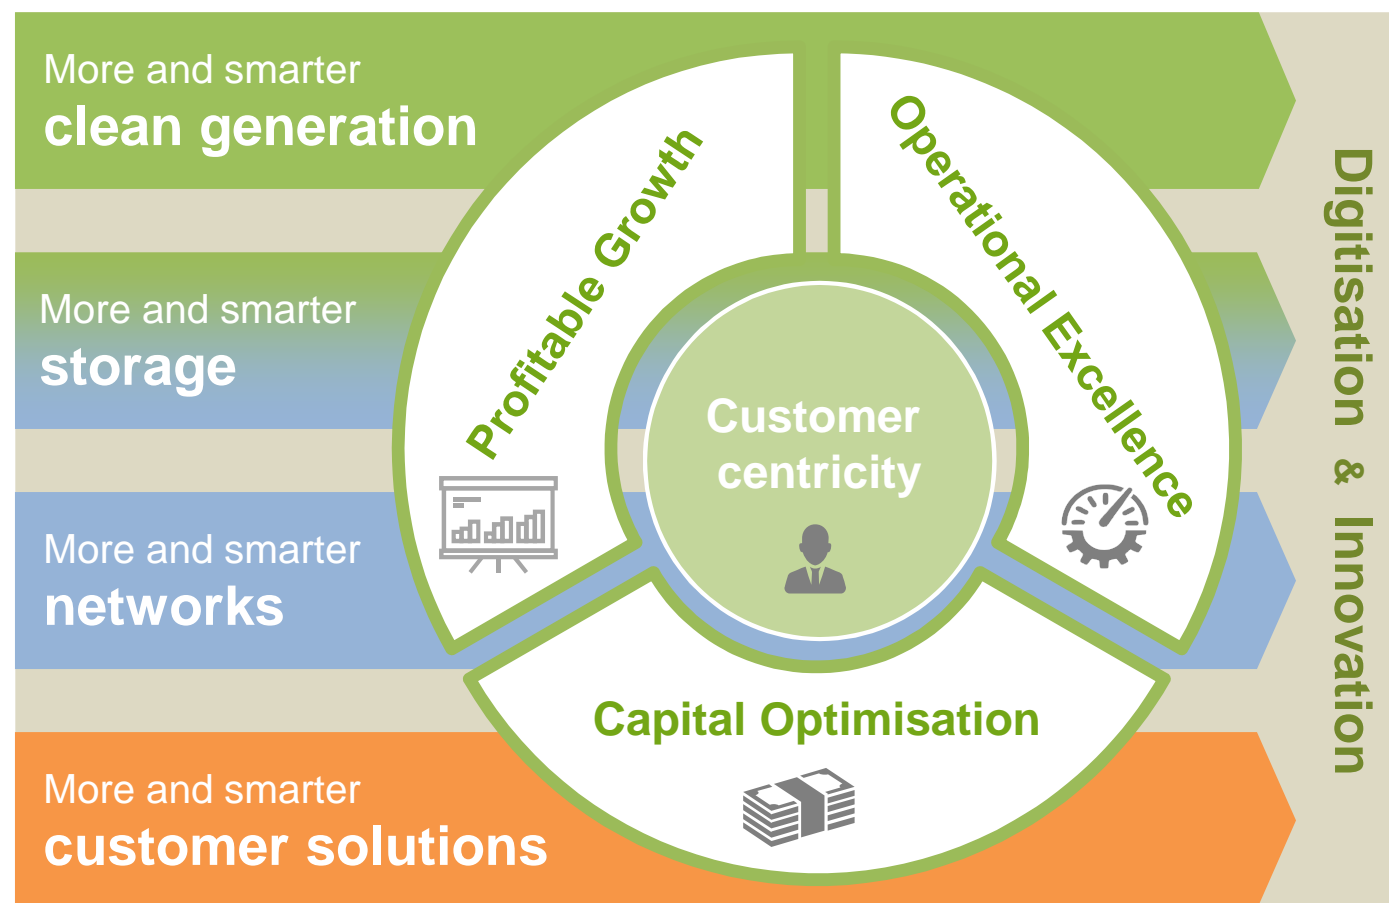 More and smarter
clean generation
More and smarter
storage
More and smarter
networks
More and smarter
customer solutions
Profitable Growth
Operational Excellence
Customer
centricity
Capital Optimisation
Digitisation & Innovation